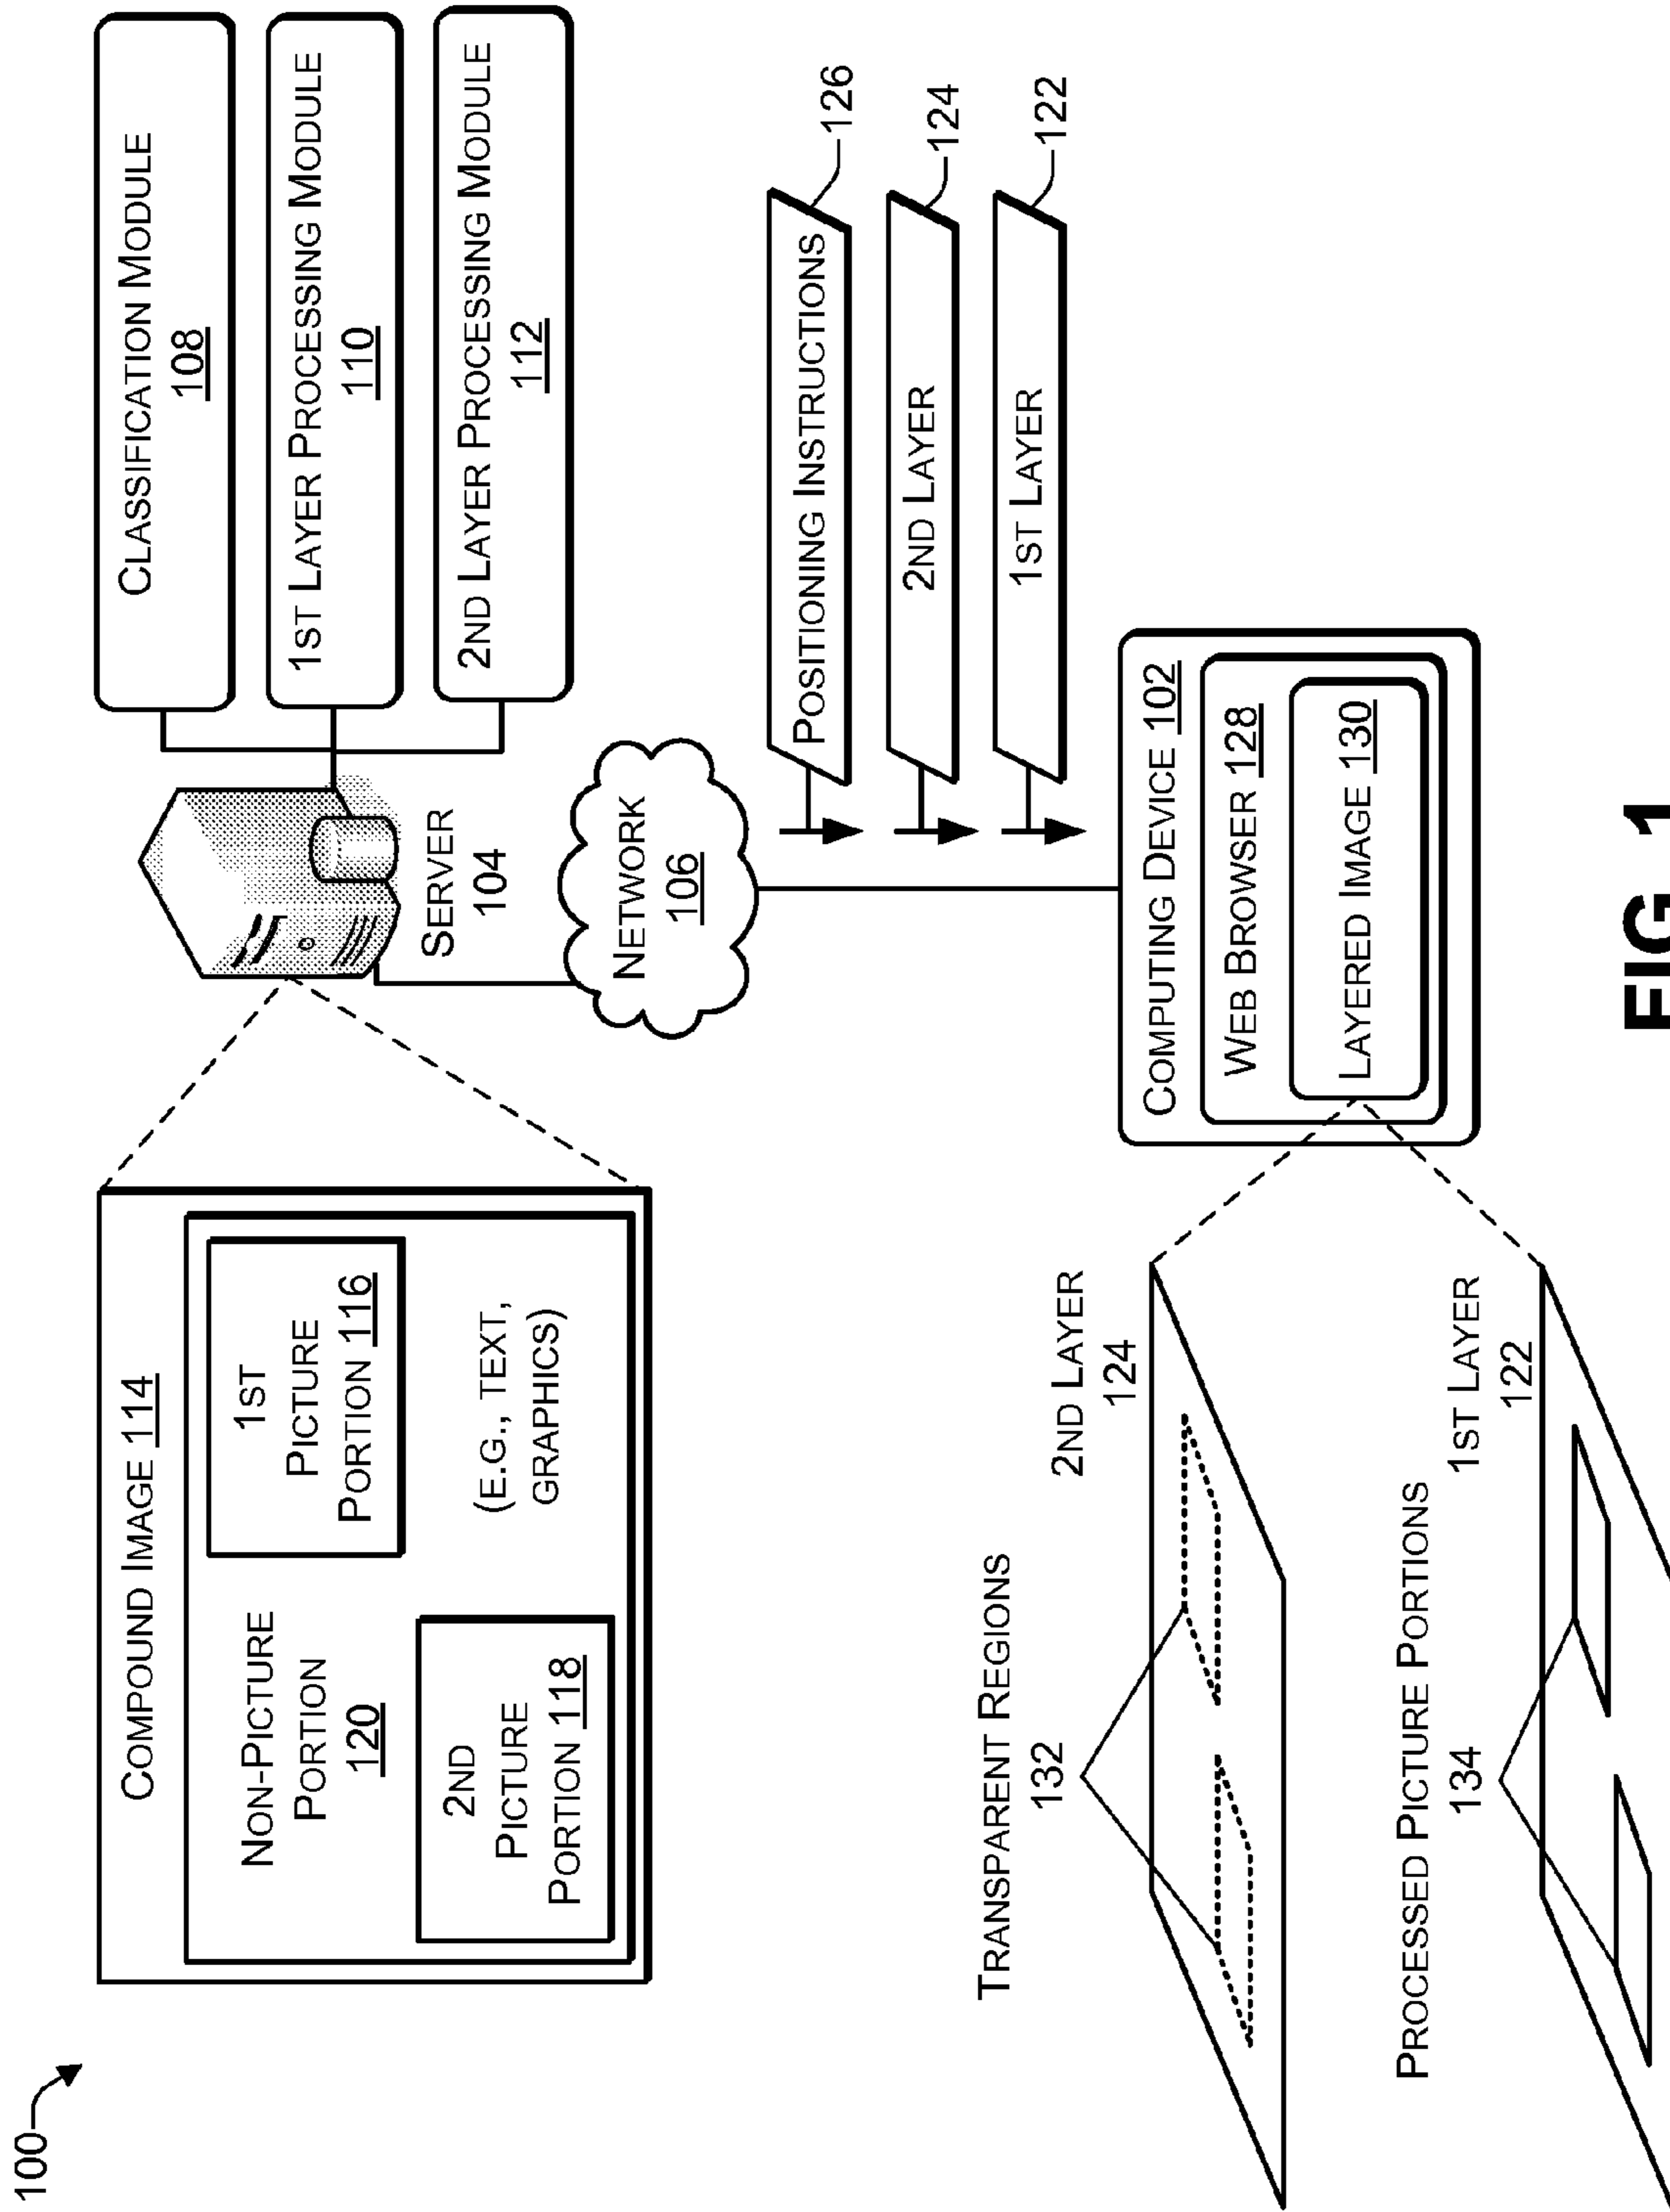 100
COMPOUND IMAGE 114
NON-PICTURE
PORTION
120
1ST
PICTURE
PORTION 116
2ND
PICTURE
PORTION 118
(E.G., TEXT,
GRAPHICS)
SERVER
104
CLASSIFICATION MODULE
108
1ST LAYER PROCESSING MODULE
110
2ND LAYER PROCESSING MODULE
112
NETWORK
106
POSITIONING INSTRUCTIONS
126
2ND LAYER
124
1ST LAYER
122
COMPUTING DEVICE 102
WEB BROWSER 128
LAYERED IMAGE 130
TRANSPARENT REGIONS
132
2ND LAYER
124
PROCESSED PICTURE PORTIONS
134
1ST LAYER
122
FIG 1